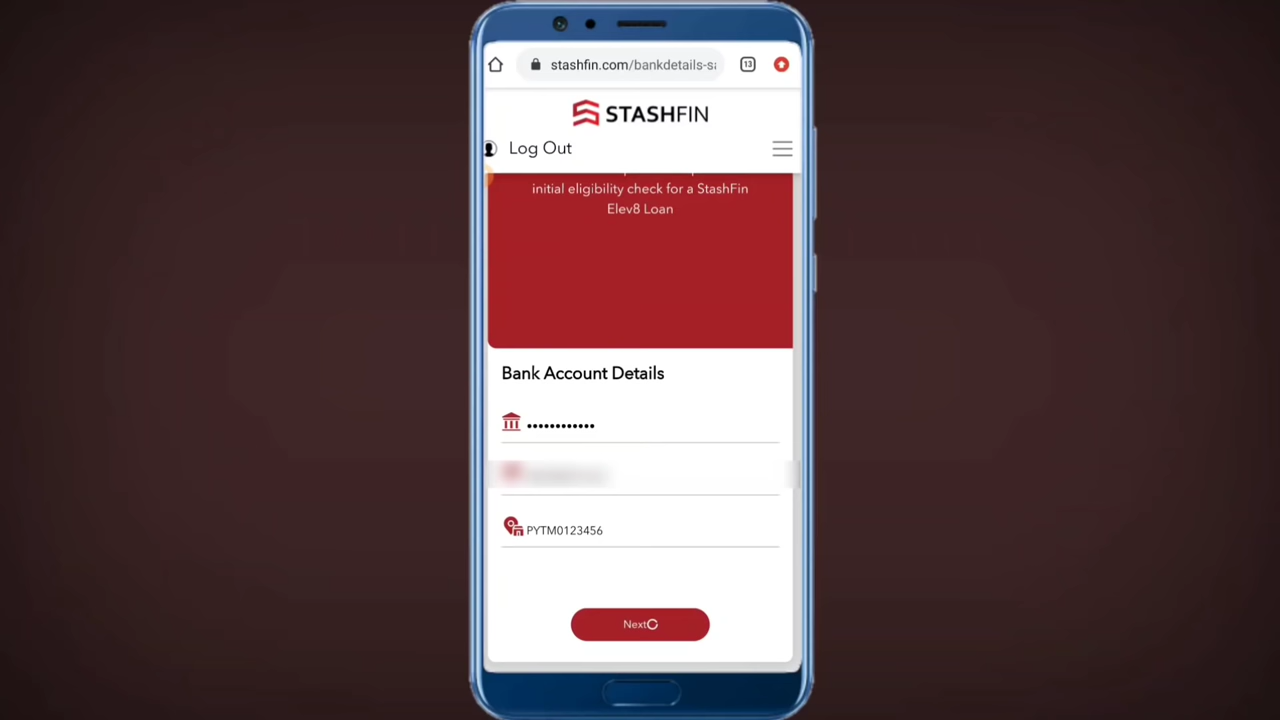 stashfin.com/bankdetails-sa
13
STASHFIN
Log Out
initial eligibility check for a StashFin
Elev8 Loan
Bank Account Details
••••••••••••
PYTM0123456
Next